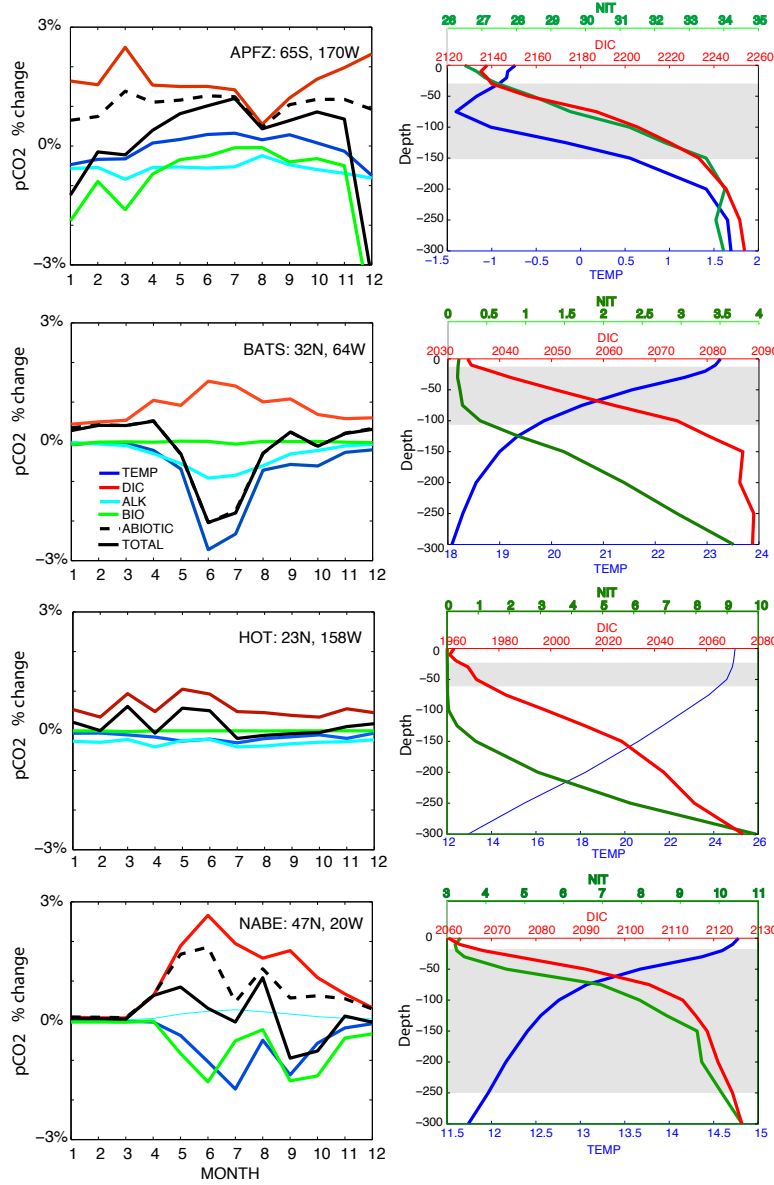 3%
APFZ: 65S, 170W
pCO2 % change
0%
−3%
1 2 3 4 5 6 7 8 9 10 11 12
NIT
26 27 28 29 30 31 32 33 34 35
DIC
2120 2140 2160 2180 2200 2220 2240 2260
Depth
0
−50
−100
−150
−200
−250
−300
−1.5 −1 −0.5 0 0.5 1 1.5 2
TEMP
3%
BATS: 32N, 64W
pCO2 % change
0%
TEMP
DIC
ALK
BIO
ABIOTIC
TOTAL
−3%
1 2 3 4 5 6 7 8 9 10 11 12
NIT
0 0.5 1 1.5 2 2.5 3 3.5 4
DIC
2030 2040 2050 2060 2074 2082 2090
Depth
0
−50
−100
−150
−200
−250
−300
18 19 20 21 22 23 24
TEMP
3%
HOT: 23N, 158W
pCO2 % change
0%
−3%
1 2 3 4 5 6 7 8 9 10 11 12
NIT
0 1 2 3 4 5 6 7 8 9 10
DIC
1960 1980 2000 2020 2040 2060 2080
Depth
0
−50
−100
−150
−200
−250
−300
12 14 16 18 20 22 24 26
TEMP
3%
NABE: 47N, 20W
pCO2 % change
0%
−3%
1 2 3 4 5 6 7 8 9 10 11 12
MONTH
NIT
3 4 5 6 7 8 9 10 11
DIC
2060 2070 2080 2090 2100 2110 2120 2130
Depth
0
−50
−100
−150
−200
−250
−300
11.5 12 12.5 13 13.5 14 14.5 15
TEMP